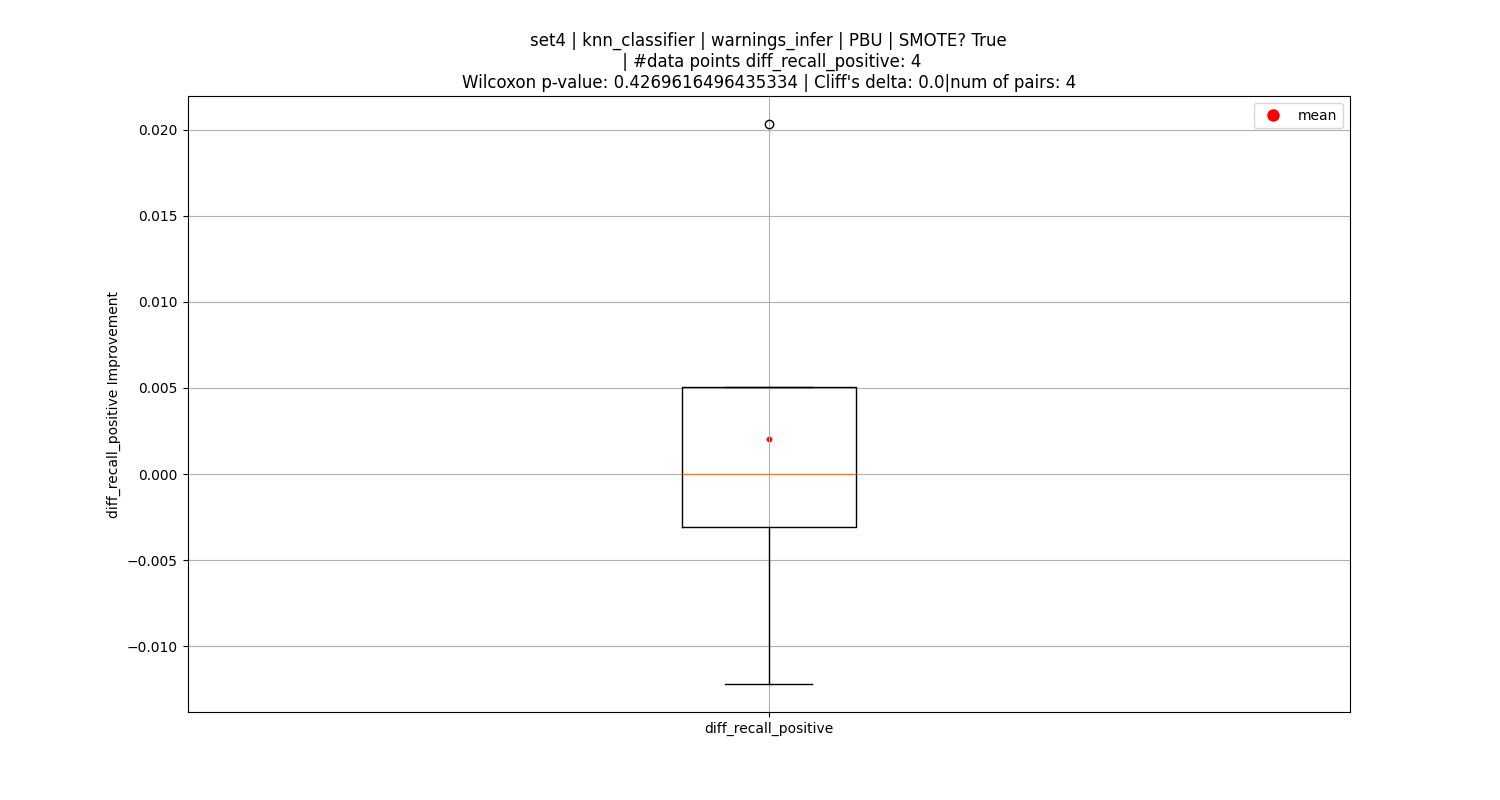 set4 | knn_classifier | warnings_infer | PBU | SMOTE? True
| #data points diff_recall_positive: 4
Wilcoxon p-value: 0.4269616496435334 | Cliff's delta: 0.0|num of pairs: 4
mean
0.020
0.015
0.010
0.005
0.000
−0.005
−0.010
diff_recall_positive Improvement
diff_recall_positive